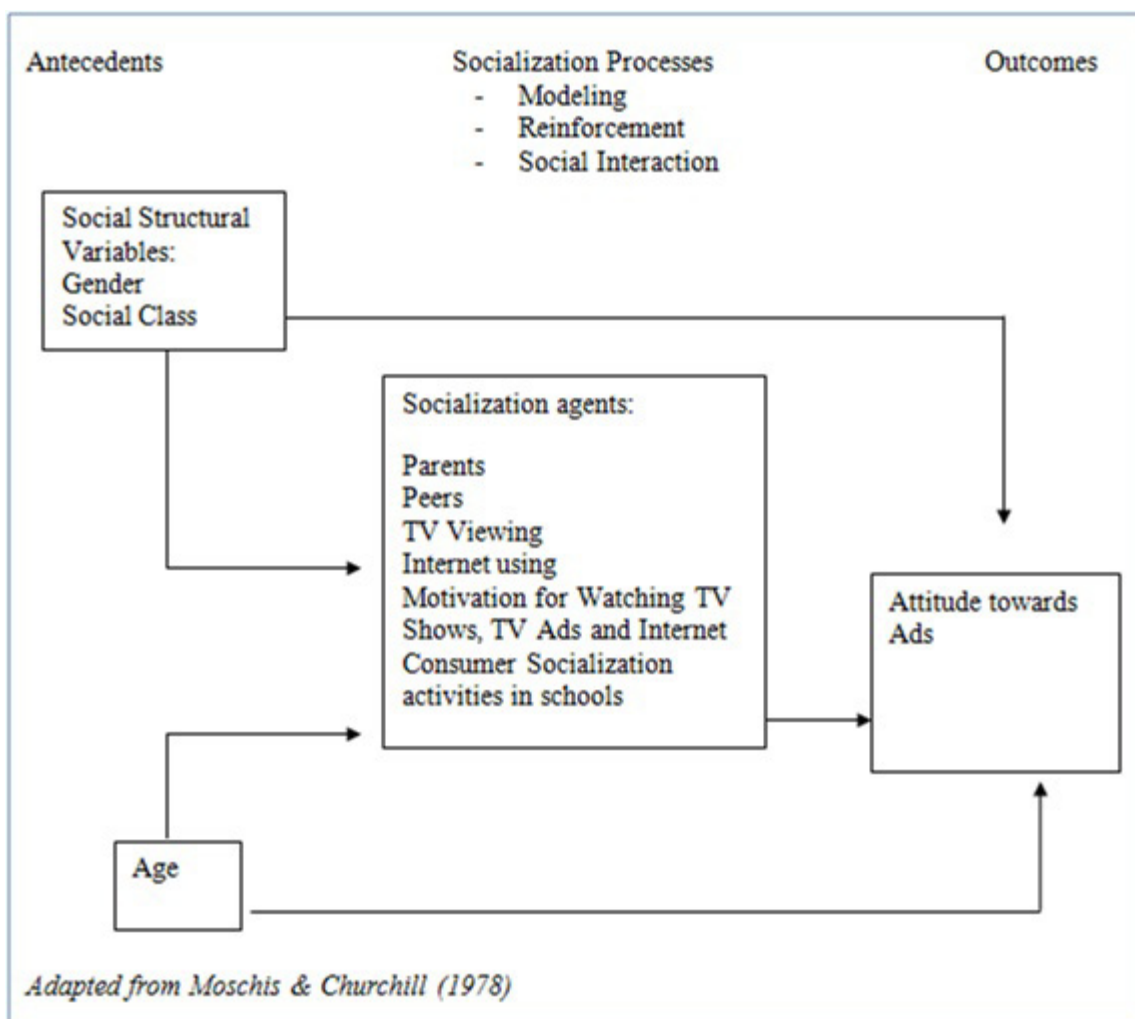 Antecedents
Socialization Processes
- Modeling
- Reinforcement
- Social Interaction
Outcomes
Social Structural
Variables:
Gender
Social Class
Socialization agents:
Parents
Peers
TV Viewing
Internet using
Motivation for Watching TV
Shows, TV Ads and Internet
Consumer Socialization
activities in schools
Attitude towards
Ads
Age
Adapted from Moschis & Churchill (1978)